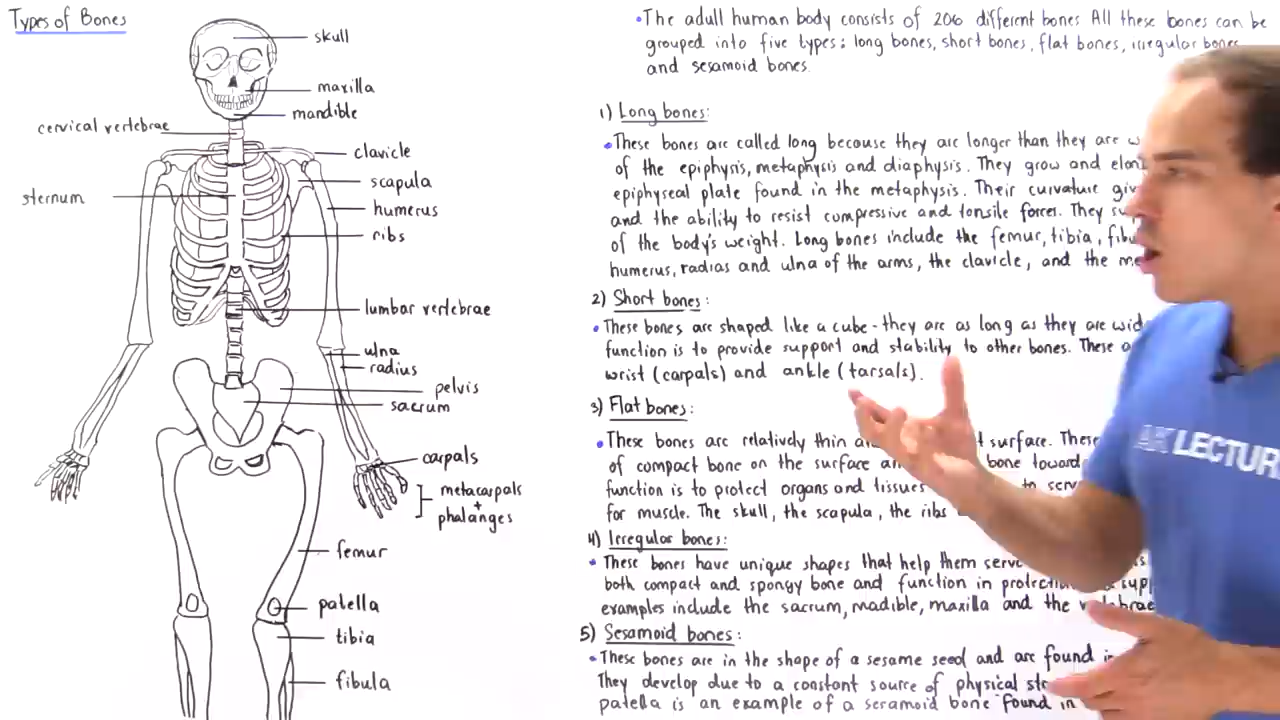 Types of Bones
skull
maxilla
mandible
cervical vertebrae
clavicle
scapula
sternum
humerus
ribs
lumbar vertebrae
ulna
radius
pelvis
sacrum
carpals
metacarpals
+
phalanges
femur
patella
tibia
fibula
•The adull human body consists of 206 different bones All these bones can be
grouped into five types: long bones, short bones, flat bones, irregular bones
and sesamoid bones.
1) Long bones:
•These bones are called long because they are longer than they are
of the epiphysis, metaphysis and diaphysis. They grow and
epiphyseal plate found in the metaphysis. Their curvature
and the ability to resist compressive and tonsile forces. They
of the body's weight. Long bones include the femur, tibia,
humerus, radias and ulna of the arms, the clavicle, and the
2) Short bones:
•These bones are shaped like a cube - they are as long as they are
function is to provide support and stability to other bones. These
wrist (carpals) and ankle (tarsals).
3) Flat bones:
•These bones are relatively thin surface. These
of compact bone on the surface bone toward
function is to protect organs and tissues to
for muscle. The skull, the scapula, the ribs
4) Irregular bones:
•These bones have unique shapes that help them serve
both compact and spongy bone and function in
examples include the sacrum, madible, maxilla and the
5) Sesamoid bones:
•These bones are in the shape of a sesame seed and are found
They develop due to a constant source of physical
patella is an example of a seramoid bone found in
AK LECTUR